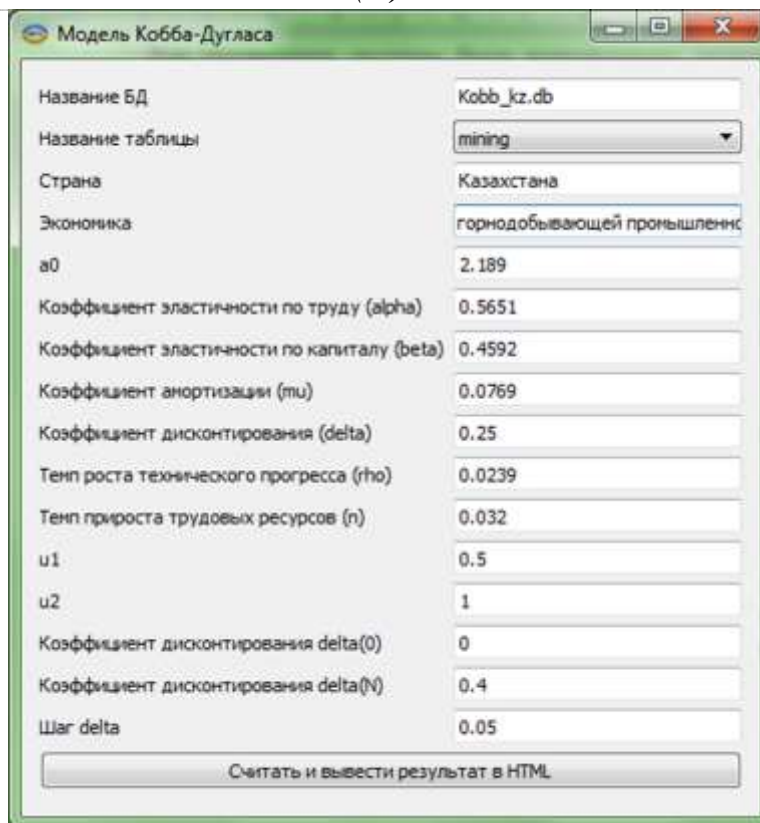 Модель Кобба-Дугласа
Название БД Kobb_kz.db
Название таблицы mining
Страна Казахстана
Экономика горнодобывающей промышленнс
a0 2.189
Коэффициент эластичности по труду (alpha) 0.5651
Коэффициент эластичности по капиталу (beta) 0.4592
Коэффициент амортизации (mu) 0.0769
Коэффициент дисконтирования (delta) 0.25
Темп роста технического прогресса (rho) 0.0239
Темп прироста трудовых ресурсов (n) 0.032
u1 0.5
u2 1
Коэффициент дисконтирования delta(0) 0
Коэффициент дисконтирования delta(N) 0.4
Шаг delta 0.05
Считать и вывести результат в HTML